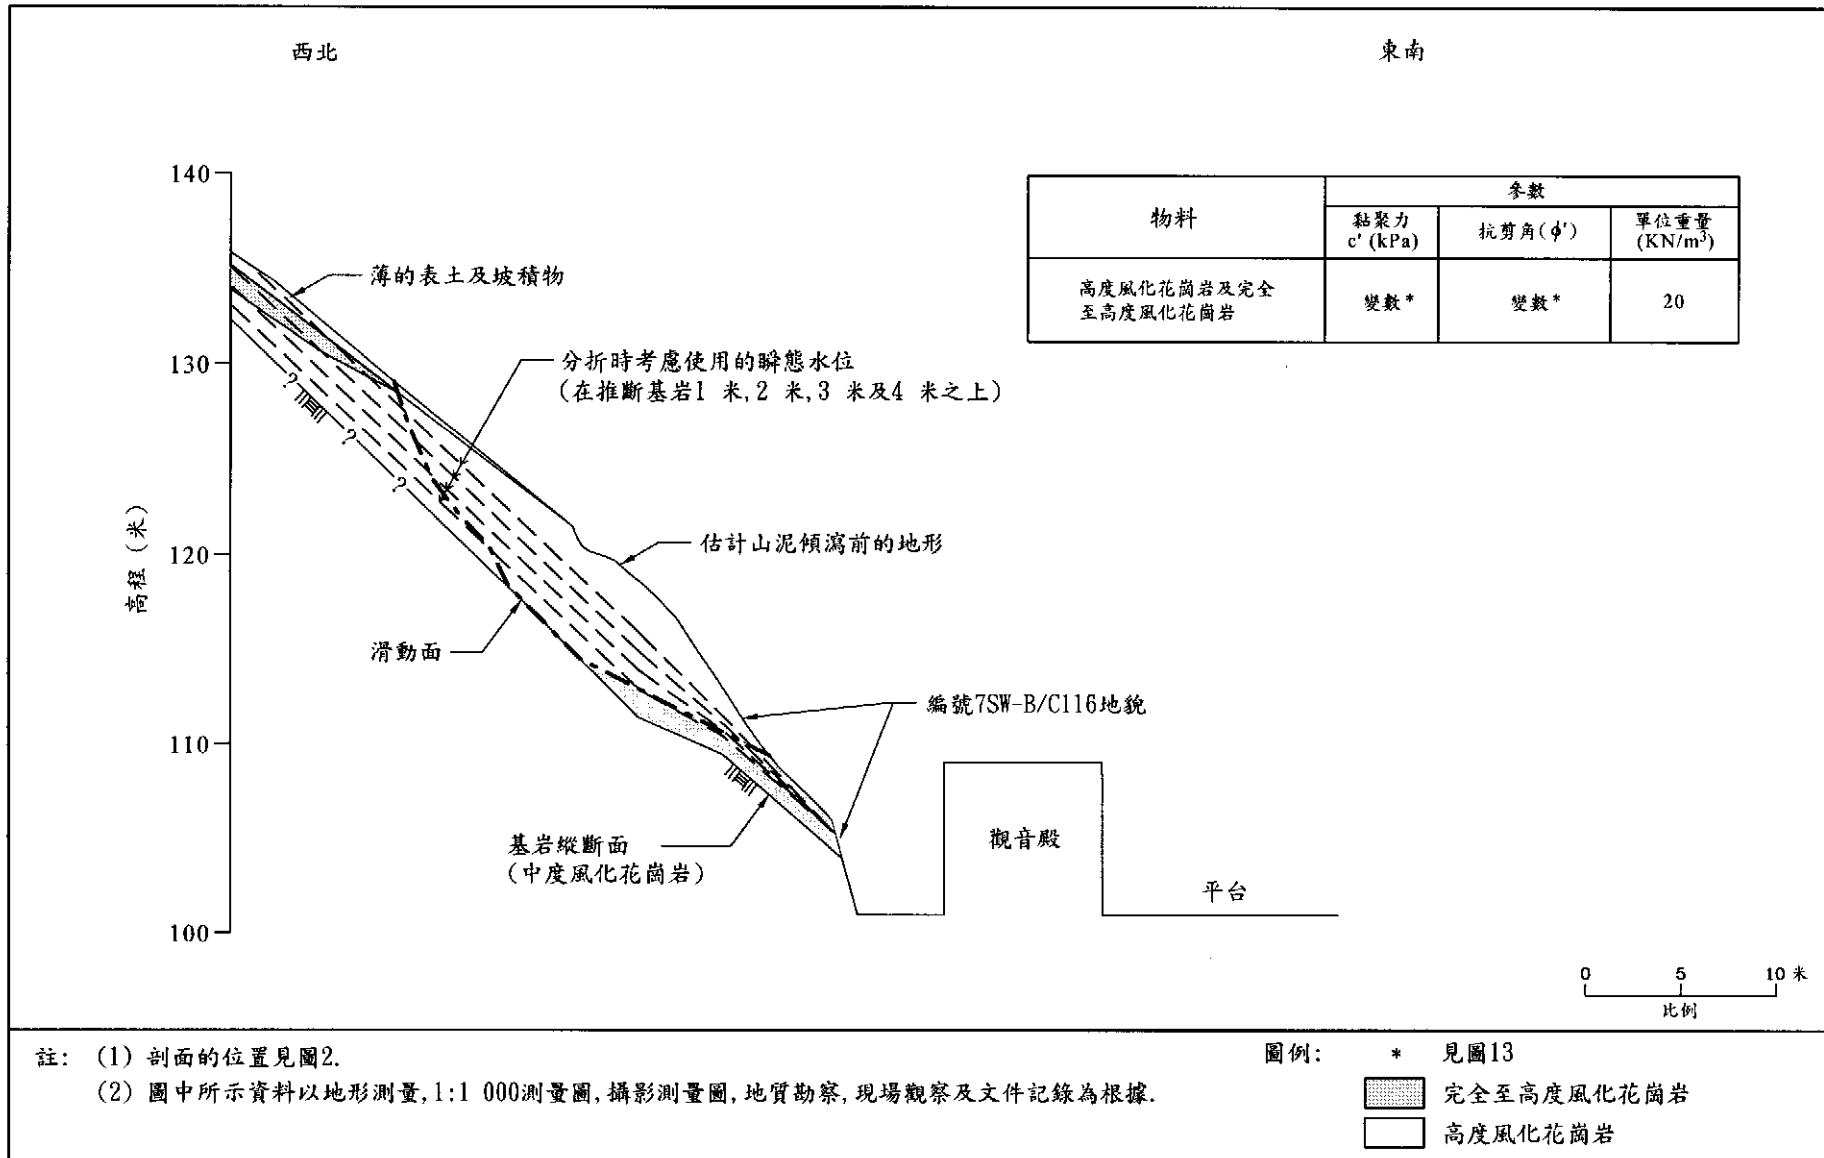 西北
東南
140
130
120
110
100
高程 (米)
薄的表土及坡積物
分折時考慮使用的瞬態水位
(在推斷基岩1 米, 2 米, 3 米及4 米之上)
估計山泥傾瀉前的地形
滑動面
編號7SW-B/C116地貌
基岩縱斷面
(中度風化花崗岩)
觀音殿
平台
?
?
?
物料
參數
黏聚力
c' (kPa)
抗剪角(ϕ')
單位重量
(KN/m³)
高度風化花崗岩及完全
至高度風化花崗岩
變數*
變數*
20
0 5 10 米
比例
註: (1) 剖面的位置見圖2.
(2) 圖中所示資料以地形測量, 1:1 000測量圖, 攝影測量圖, 地質勘察, 現場觀察及文件記錄為根據.
圖例: * 見圖13
完全至高度風化花崗岩
高度風化花崗岩